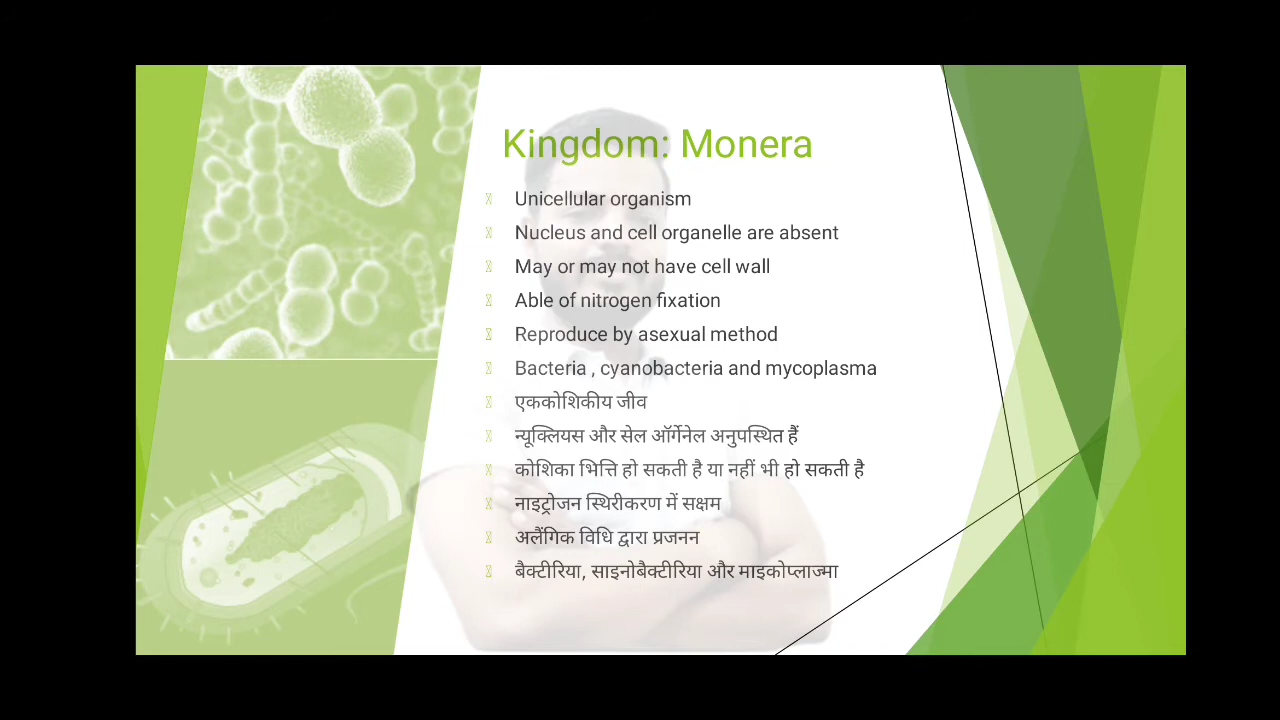 Kingdom: Monera
Unicellular organism
Nucleus and cell organelle are absent
May or may not have cell wall
Able of nitrogen fixation
Reproduce by asexual method
Bacteria , cyanobacteria and mycoplasma
एककोशिकीय जीव
न्यूक्लियस और सेल ऑर्गेनेल अनुपस्थित हैं
कोशिका भित्ति हो सकती है या नहीं भी हो सकती है
नाइट्रोजन स्थिरीकरण में सक्षम
अलैंगिक विधि द्वारा प्रजनन
बैक्टीरिया, साइनोबैक्टीरिया और माइकोप्लाज्मा